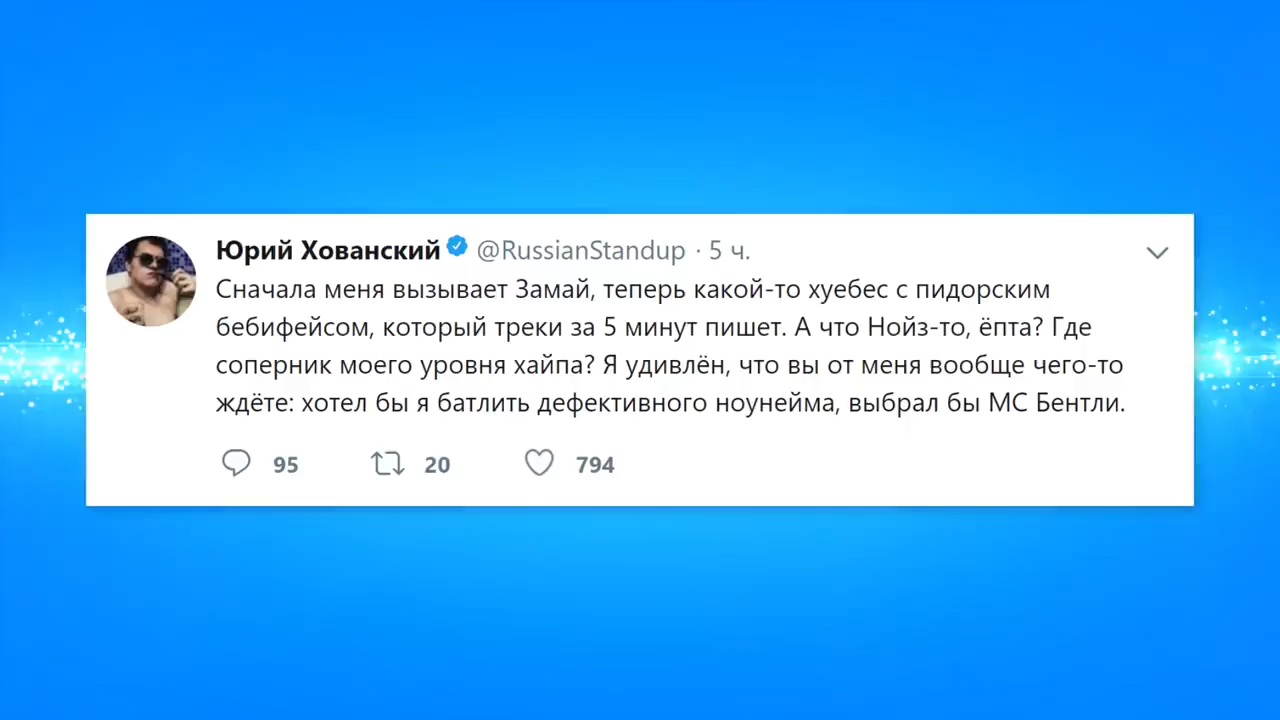 Юрий Хованский @RussianStandup · 5 ч.
Сначала меня вызывает Замай, теперь какой-то хуебес с пидорским
бебифейсом, который треки за 5 минут пишет. А что Нойз-то, ёпта? Где
соперник моего уровня хайпа? Я удивлён, что вы от меня вообще чего-то
ждёте: хотел бы я батлить дефективного ноунейма, выбрал бы МС Бентли.
95 20 794